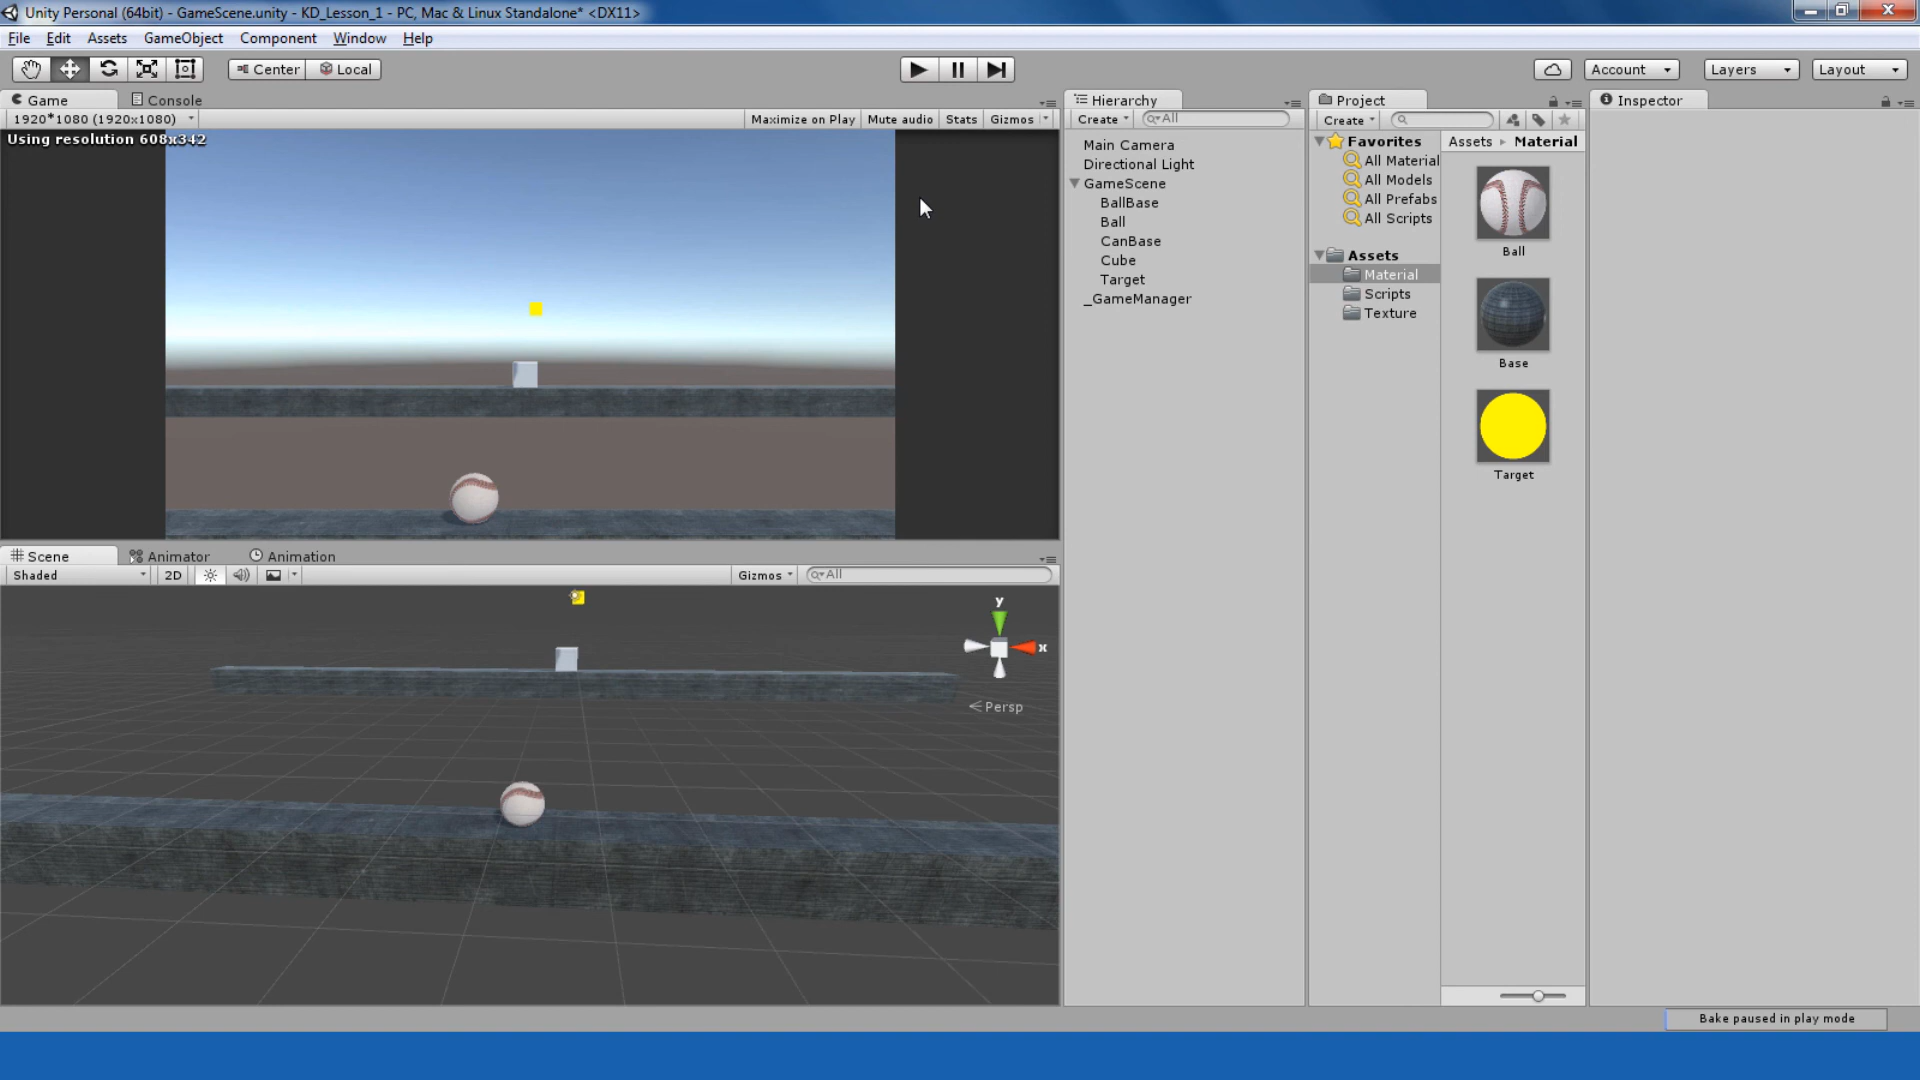 Unity Personal (64bit) - GameScene.unity - KD_Lesson_1 - PC, Mac & Linux Standalone* <DX11>
File Edit Assets GameObject Component Window Help
Center Local Account Layers Layout
Game Console
1920*1080 (1920x1080) Maximize on Play Mute audio Stats Gizmos
Using resolution 608x342
Scene Animator Animation
Shaded 2D Gizmos All
y
x
Persp
Hierarchy
Create All
Main Camera
Directional Light
GameScene
BallBase
Ball
CanBase
Cube
Target
_GameManager
Project
Create
Favorites
All Material
All Models
All Prefabs
All Scripts
Assets
Material
Scripts
Texture
Assets Material
Ball
Base
Target
Inspector
Bake paused in play mode